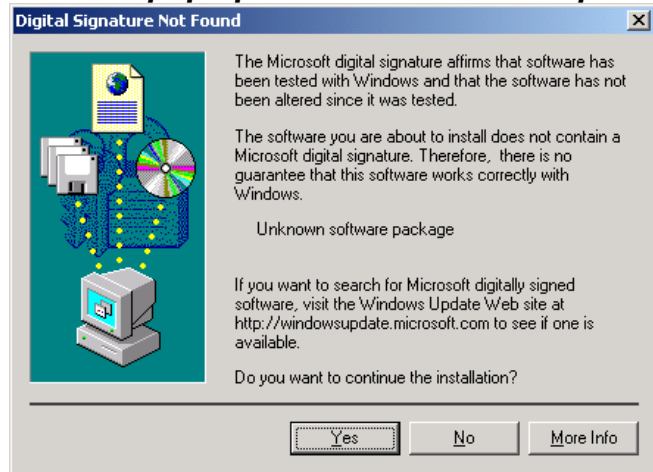 Digital Signature Not Found
The Microsoft digital signature affirms that software has
been tested with Windows and that the software has not
been altered since it was tested.
The software you are about to install does not contain a
Microsoft digital signature. Therefore, there is no
guarantee that this software works correctly with
Windows.
Unknown software package
If you want to search for Microsoft digitally signed
software, visit the Windows Update Web site at
http://windowsupdate.microsoft.com to see if one is
available.
Do you want to continue the installation?
Yes No More Info